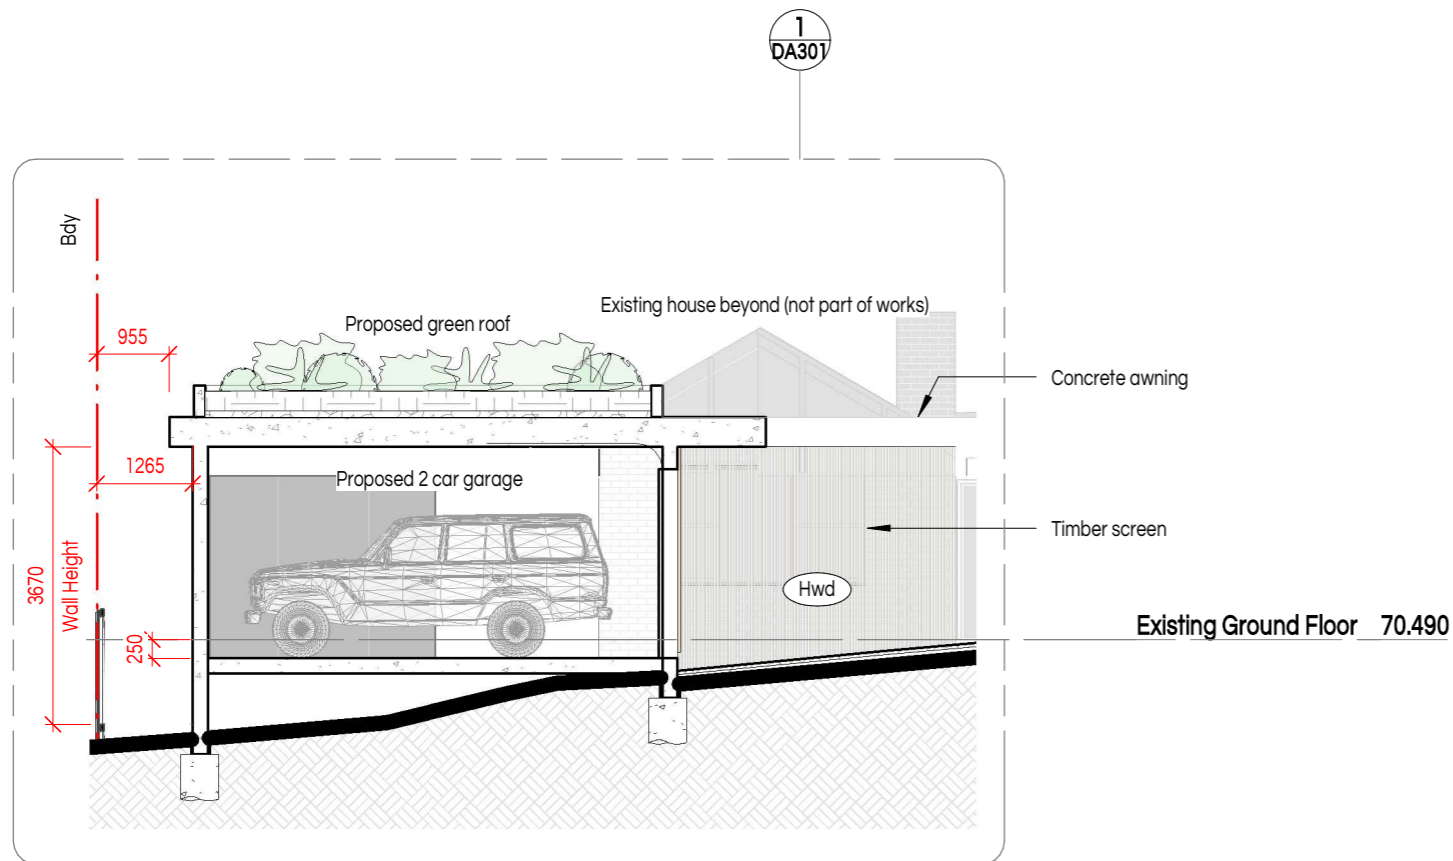 1
DA301
Bdy
955
Proposed green roof
Existing house beyond (not part of works)
Concrete awning
1265
Proposed 2 car garage
Timber screen
3670
Wall Height
Hwd
250
Existing Ground Floor 70.490